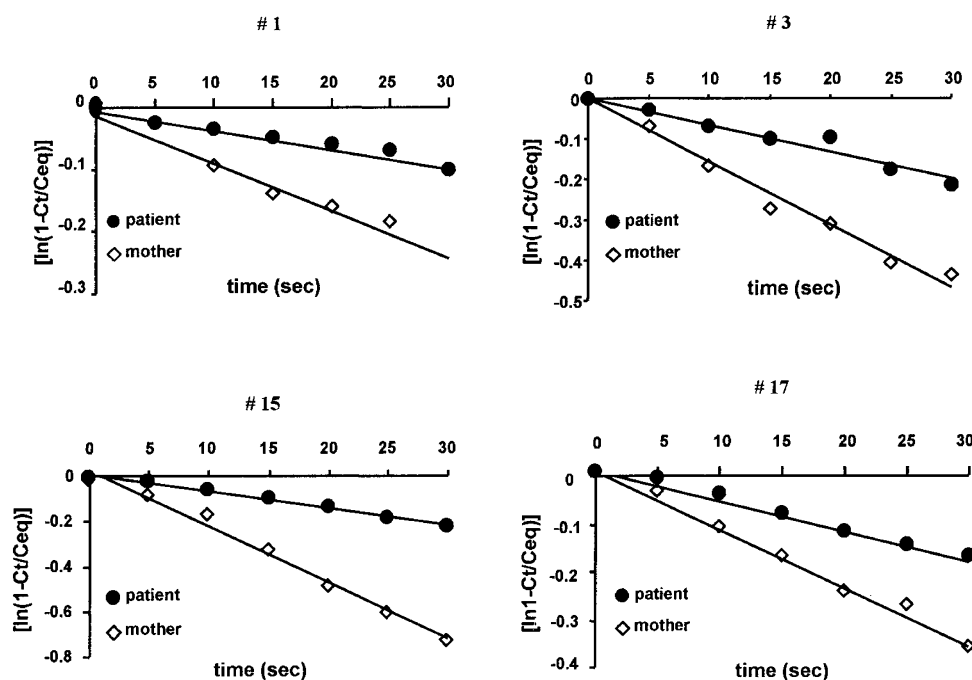 # 1
0 5 10 15 20 25 30
0
-0.1
-0.2
-0.3
[ln(1-Ct/Ceq)]
patient
mother
time (sec)
# 3
0 5 10 15 20 25 30
0
-0.1
-0.2
-0.3
-0.4
-0.5
[ln(1-Ct/Ceq)]
patient
mother
time (sec)
# 15
0 5 10 15 20 25 30
0
-0.2
-0.4
-0.6
-0.8
[ln(1-Ct/Ceq)]
patient
mother
time (sec)
# 17
0 5 10 15 20 25 30
0
-0.1
-0.2
-0.3
-0.4
[ln1-Ct/Ceq)]
patient
mother
time (sec)